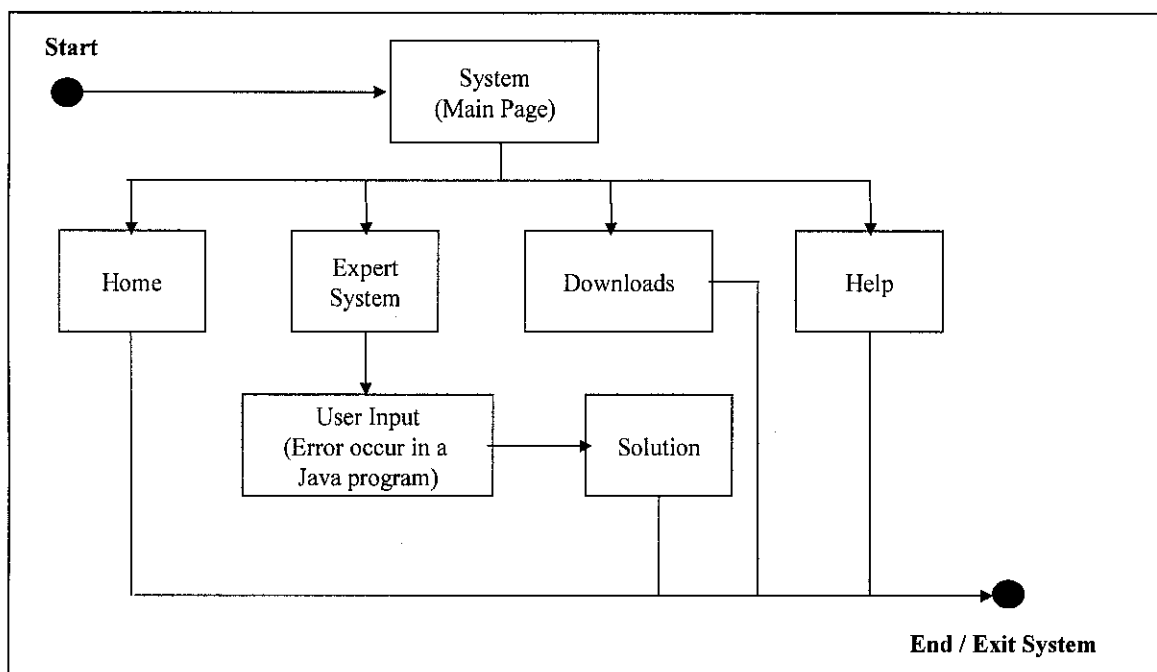 Start
System
(Main Page)
Home
Expert
System
Downloads
Help
User Input
(Error occur in a
Java program)
Solution
End / Exit System